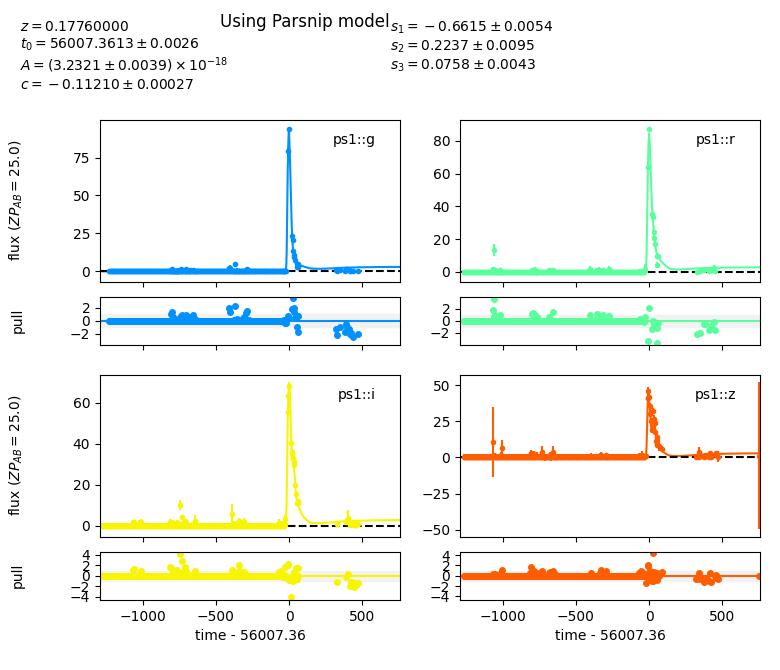 Using Parsnip model
z = 0.17760000
t₀ = 56007.3613 ± 0.0026
A = (3.2321 ± 0.0039) × 10⁻¹⁸
c = −0.11210 ± 0.00027
s₁ = −0.6615 ± 0.0054
s₂ = 0.2237 ± 0.0095
s₃ = 0.0758 ± 0.0043
flux (ZP_AB = 25.0)
75
50
25
0
ps1::g
80
60
40
20
0
ps1::r
pull
2
0
−2
2
0
−2
flux (ZP_AB = 25.0)
60
40
20
0
ps1::i
50
25
0
−25
−50
ps1::z
pull
4
2
0
−2
−4
4
2
0
−2
−4
−1000 0 500
time - 56007.36
−1000 0 500
time - 56007.36